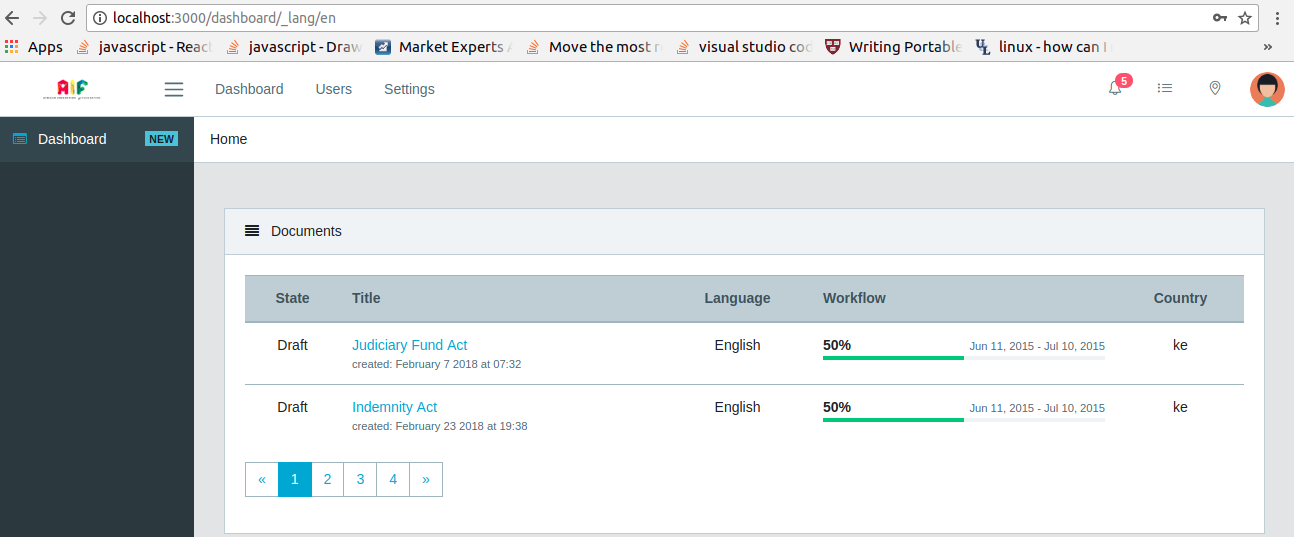 localhost:3000/dashboard/_lang/en
Apps javascript - Reac javascript - Draw Market Experts Move the most r visual studio cod Writing Portable linux - how can I »
AIF Dashboard Users Settings 5
Dashboard NEW Home
Documents
State Title Language Workflow Country
Draft Judiciary Fund Act English 50% Jun 11, 2015 - Jul 10, 2015 ke
created: February 7 2018 at 07:32
Draft Indemnity Act English 50% Jun 11, 2015 - Jul 10, 2015 ke
created: February 23 2018 at 19:38
« 1 2 3 4 »